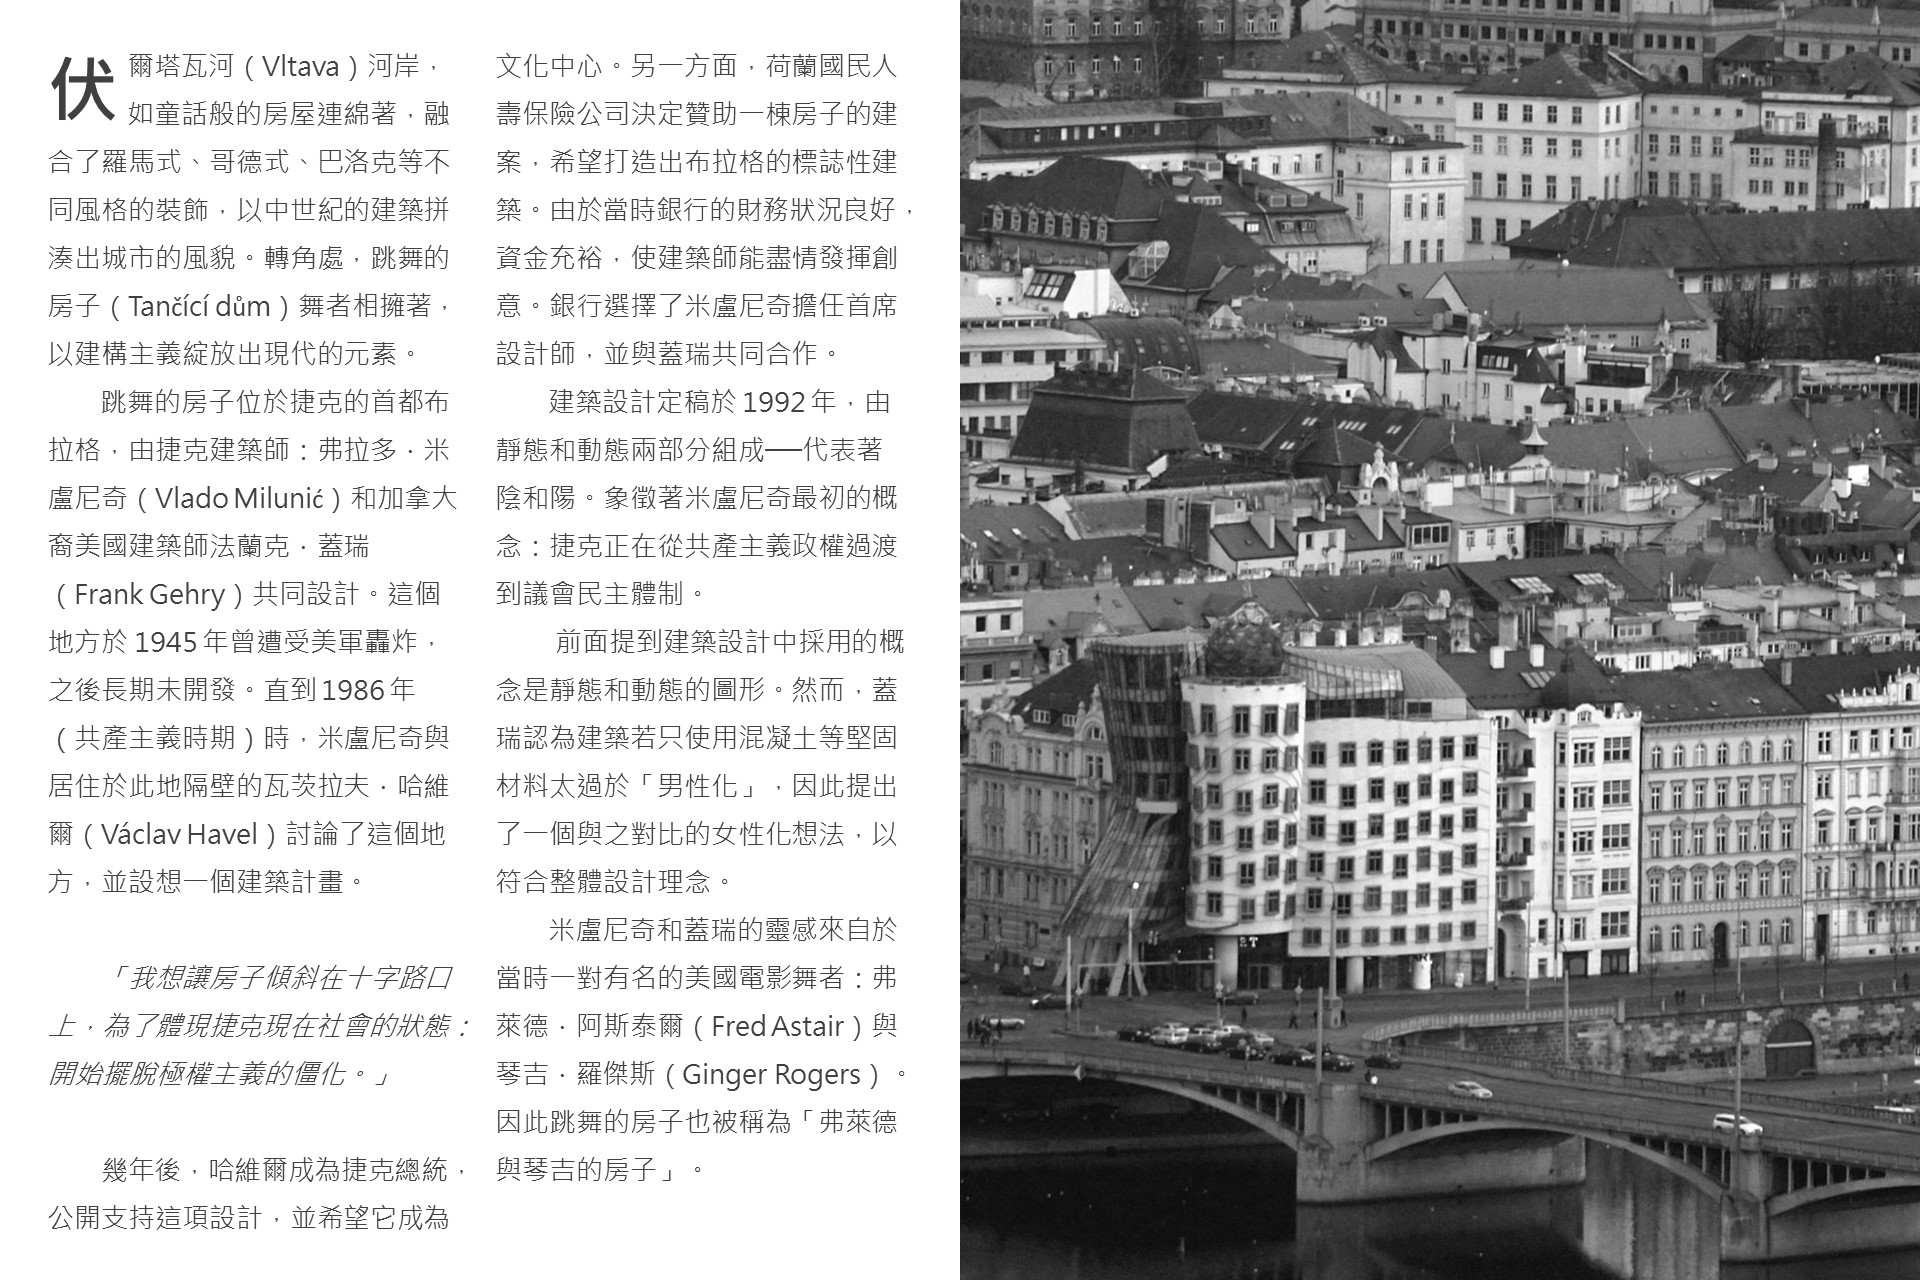 伏爾塔瓦河（Vltava）河岸，
如童話般的房屋連綿著，融
合了羅馬式、哥德式、巴洛克等不
同風格的裝飾，以中世紀的建築拼
湊出城市的風貌。轉角處，跳舞的
房子（Tančící dům）舞者相擁著，
以建構主義綻放出現代的元素。
跳舞的房子位於捷克的首都布
拉格，由捷克建築師：弗拉多．米
盧尼奇（Vlado Milunić）和加拿大
裔美國建築師法蘭克．蓋瑞
（Frank Gehry）共同設計。這個
地方於 1945 年曾遭受美軍轟炸，
之後長期未開發。直到 1986 年
（共產主義時期）時，米盧尼奇與
居住於此地隔壁的瓦茨拉夫．哈維
爾（Václav Havel）討論了這個地
方，並設想一個建築計畫。
「我想讓房子傾斜在十字路口
上，為了體現捷克現在社會的狀態：
開始擺脫極權主義的僵化。」
幾年後，哈維爾成為捷克總統，
公開支持這項設計，並希望它成為
文化中心。另一方面，荷蘭國民人
壽保險公司決定贊助一棟房子的建
案，希望打造出布拉格的標誌性建
築。由於當時銀行的財務狀況良好，
資金充裕，使建築師能盡情發揮創
意。銀行選擇了米盧尼奇擔任首席
設計師，並與蓋瑞共同合作。
建築設計定稿於 1992 年，由
靜態和動態兩部分組成──代表著
陰和陽。象徵著米盧尼奇最初的概
念：捷克正在從共產主義政權過渡
到議會民主體制。
前面提到建築設計中採用的概
念是靜態和動態的圖形。然而，蓋
瑞認為建築若只使用混凝土等堅固
材料太過於「男性化」，因此提出
了一個與之對比的女性化想法，以
符合整體設計理念。
米盧尼奇和蓋瑞的靈感來自於
當時一對有名的美國電影舞者：弗
萊德．阿斯泰爾（Fred Astair）與
琴吉．羅傑斯（Ginger Rogers）。
因此跳舞的房子也被稱為「弗萊德
與琴吉的房子」。